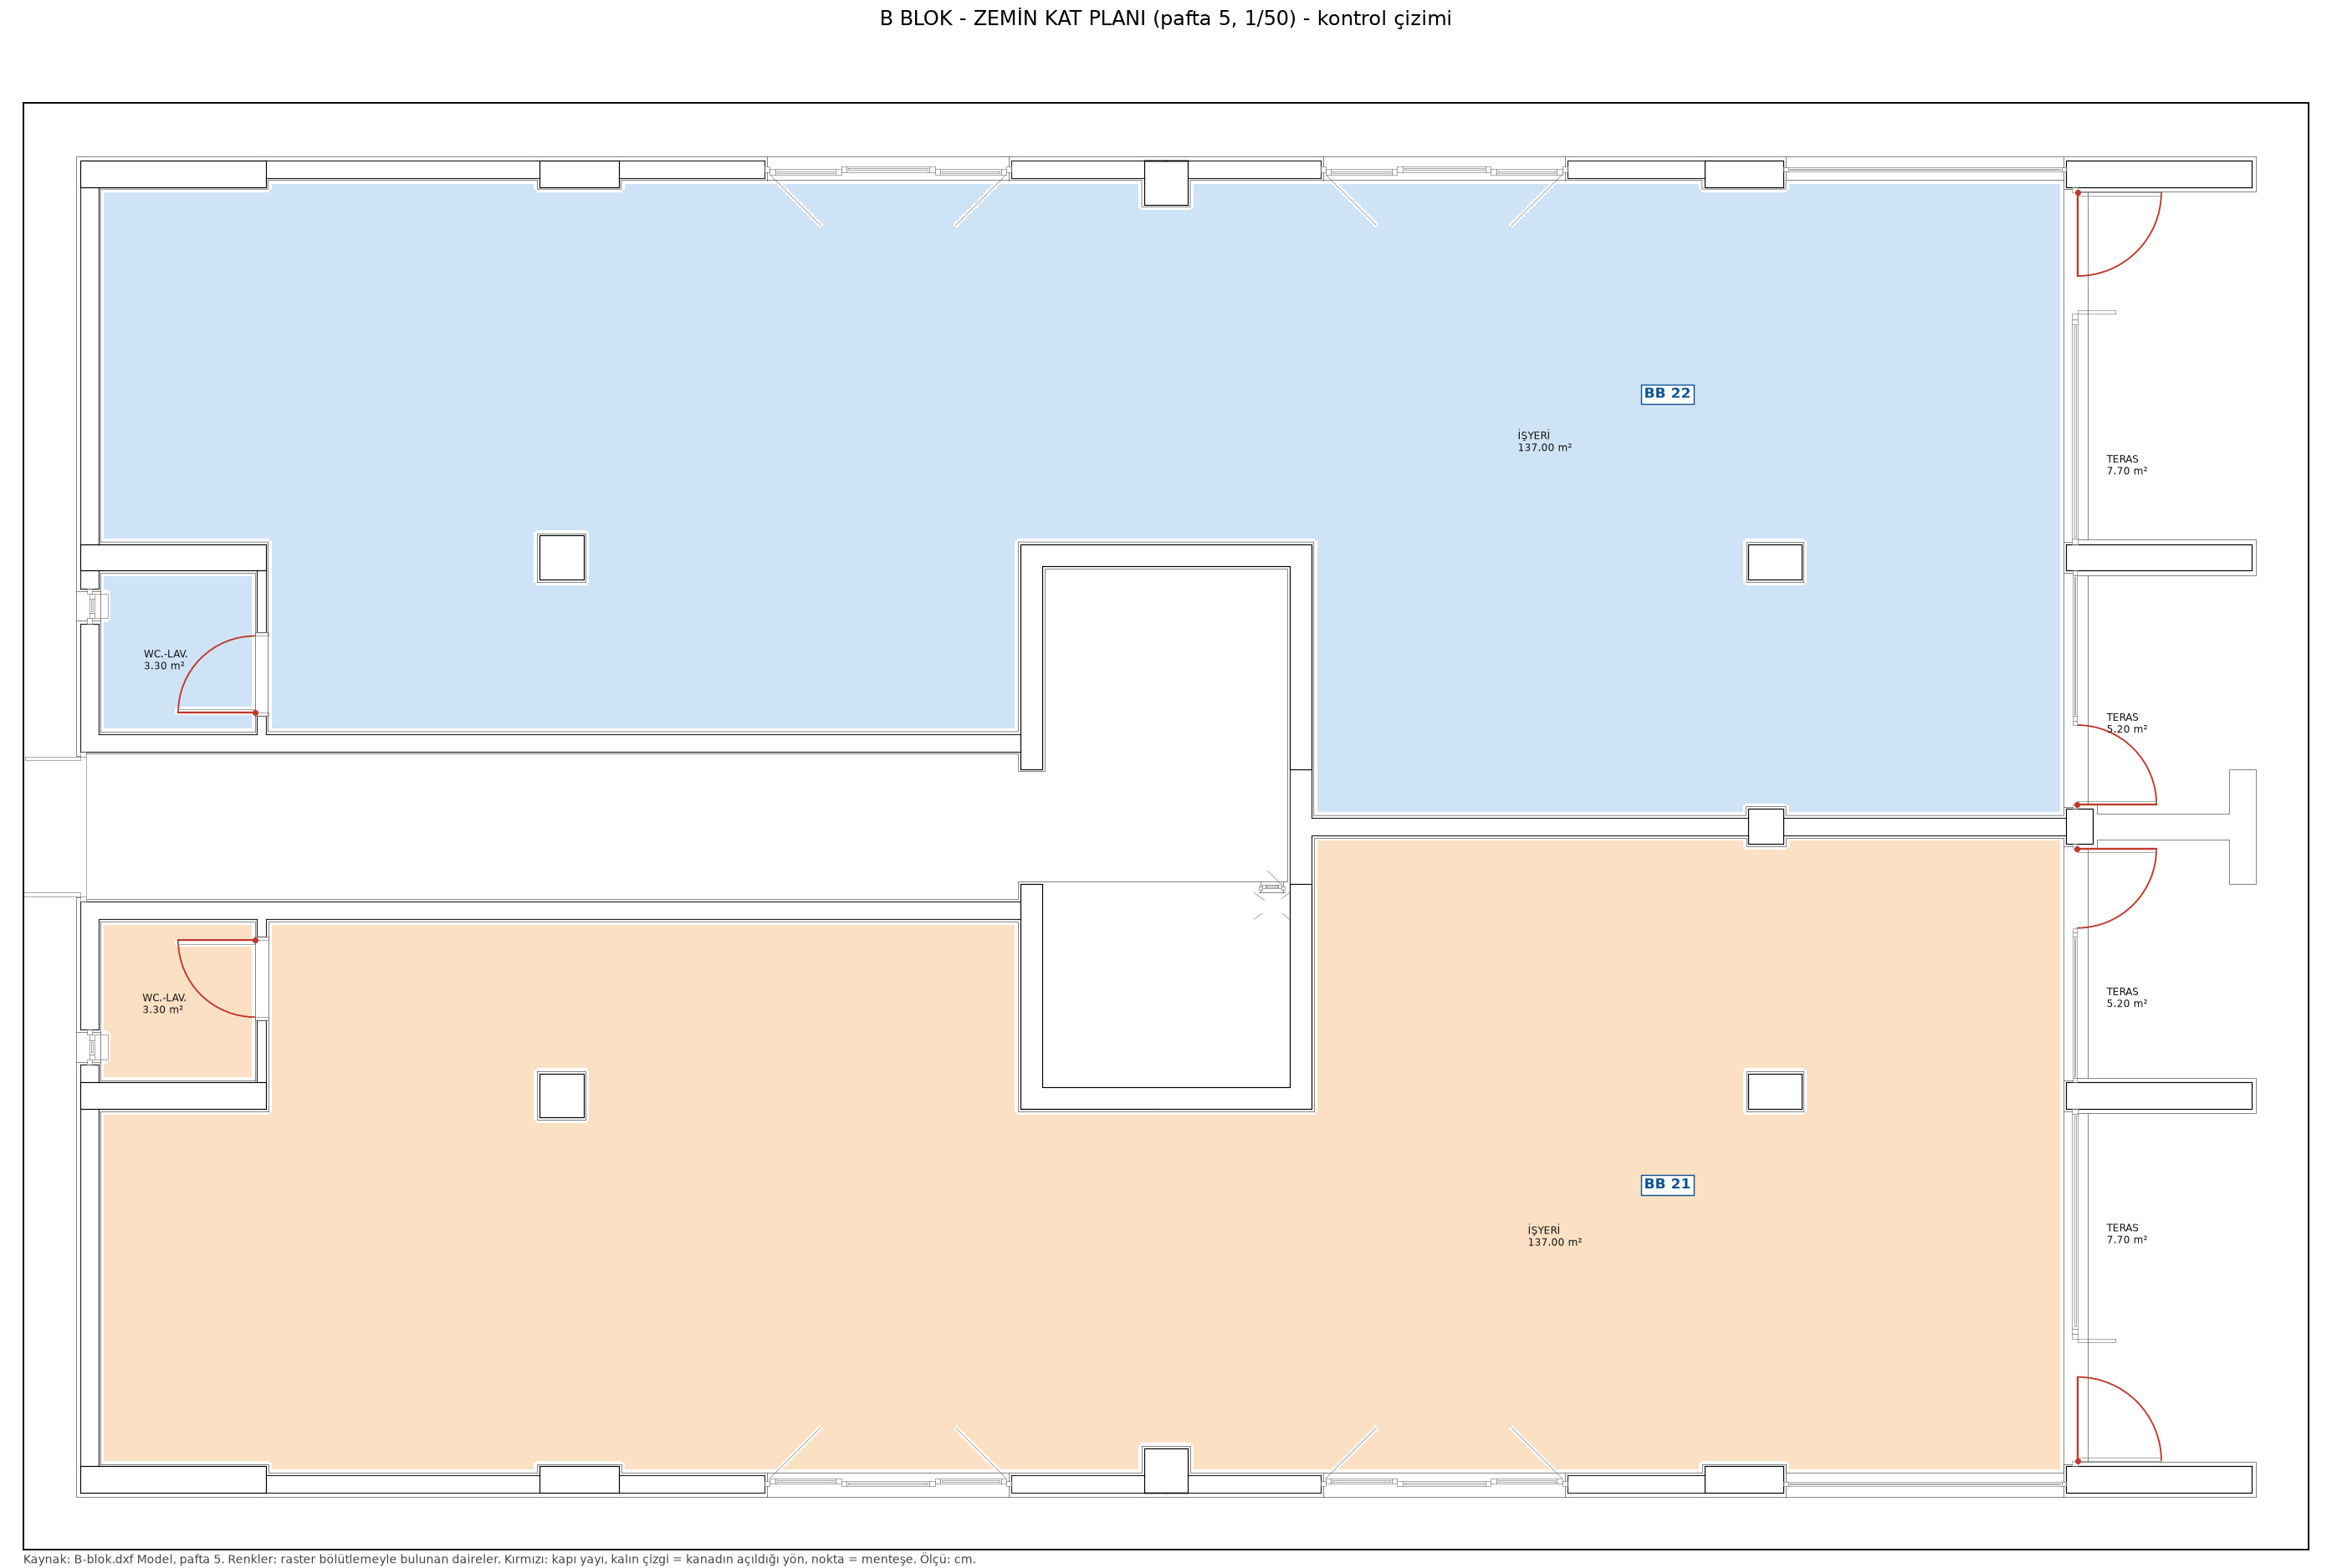 B BLOK - ZEMİN KAT PLANI (pafta 5, 1/50) - kontrol çizimi
BB 22
İŞYERİ
137.00 m²
TERAS
7.70 m²
WC.-LAV.
3.30 m²
TERAS
5.20 m²
WC.-LAV.
3.30 m²
TERAS
5.20 m²
BB 21
İŞYERİ
137.00 m²
TERAS
7.70 m²
Kaynak: B-blok.dxf Model, pafta 5. Renkler: raster bölütlemeyle bulunan daireler. Kırmızı: kapı yayı, kalın çizgi = kanadın açıldığı yön, nokta = menteşe. Ölçü: cm.